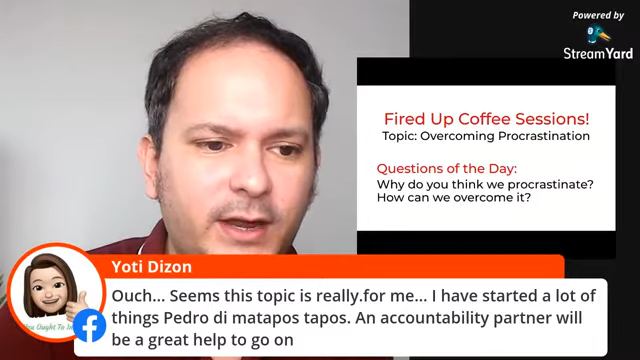 Powered by
StreamYard
Fired Up Coffee Sessions!
Topic: Overcoming Procrastination
Questions of the Day:
Why do you think we procrastinate?
How can we overcome it?
Yoti Dizon
Ouch... Seems this topic is really.for me... I have started a lot of
things Pedro di matapos tapos. An accountability partner will
be a great help to go on